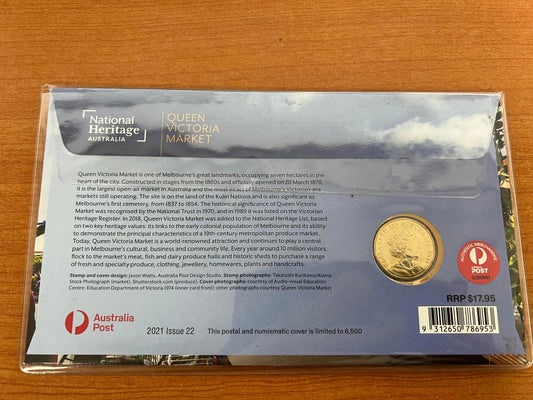 National
Heritage
AUSTRALIA
QUEEN
VICTORIA
MARKET
Queen Victoria Market is one of Melbourne's great landmarks, occupying seven hectares in the
heart of the city. Constructed in stages from the 1860s and officially opened on 20 March 1878,
it is the largest open-air market in Australia and the most intact of Melbourne's Victorian-era
markets still operating. The site is on the land of the Kulin Nations and is also significant as
Melbourne's first cemetery, from 1837 to 1854. The historical significance of Queen Victoria
Market was recognised by the National Trust in 1970, and in 1989 it was listed on the Victorian
Heritage Register. In 2018, Queen Victoria Market was added to the National Heritage List, based
on two key heritage values: its links to the early colonial population of Melbourne and its ability
to demonstrate the principal characteristics of a 19th-century metropolitan produce market.
Today, Queen Victoria Market is a world-renowned attraction and continues to play a central
part in Melbourne's cultural, business and community life. Every year around 10 million visitors
flock to the market's meat, fish and dairy produce halls and historic sheds to purchase a range
of fresh and specialty produce, clothing, jewellery, homewares, plants and handicrafts.
Stamp and cover design: Jason Watts, Australia Post Design Studio. Stamp photographs: Takatoshi Kurikawa/Alamy
Stock Photograph (market); Shutterstock.com (produce). Cover photographs: courtesy of Audio-visual Education
Centre, Education Department of Victoria 1974 (inner card front); other photographs courtesy Queen Victoria Market
AUTHENTIC MERCHANDISE
POST
RRP $17.95
Australia
Post
2021 Issue 22
This postal and numismatic cover is limited to 6,500
9 312650 786953